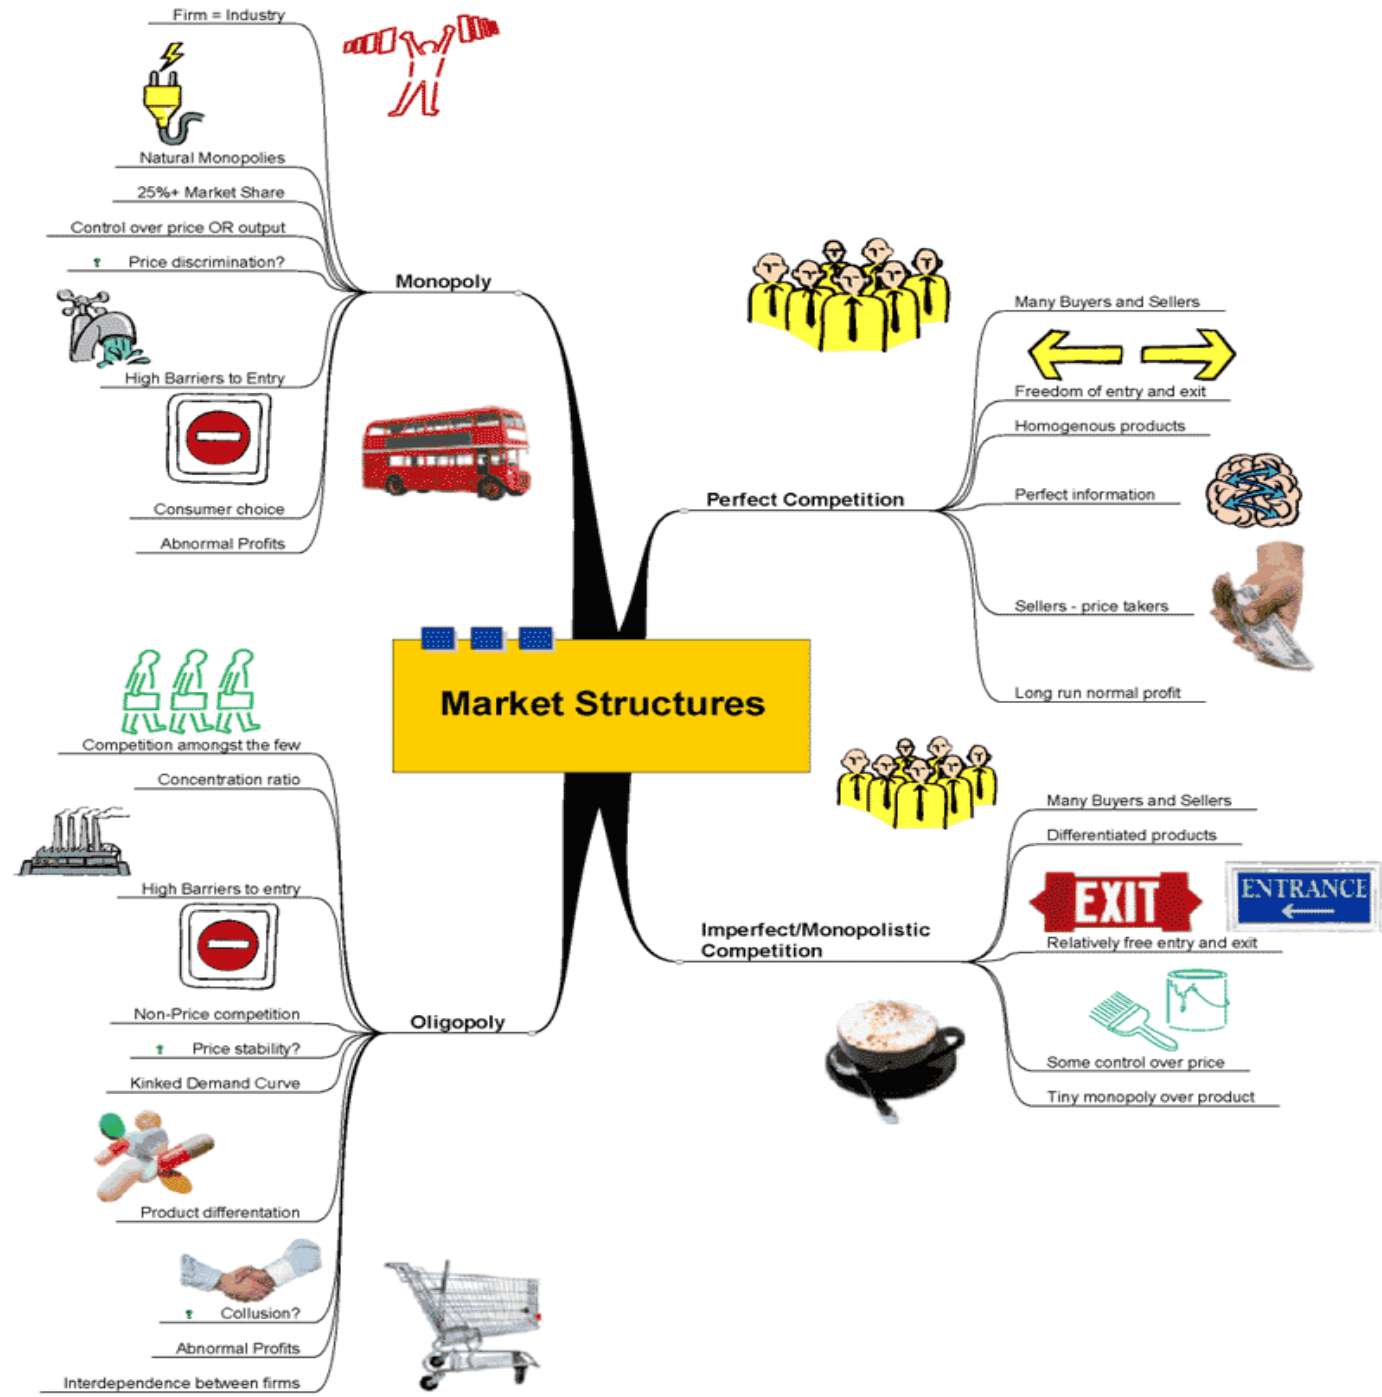 Firm = Industry
Natural Monopolies
25%+ Market Share
Control over price OR output
? Price discrimination?
High Barriers to Entry
Consumer choice
Abnormal Profits
Monopoly
Many Buyers and Sellers
Freedom of entry and exit
Homogenous products
Perfect information
Sellers - price takers
Long run normal profit
Perfect Competition
Market Structures
Competition amongst the few
Concentration ratio
High Barriers to entry
Non-Price competition
? Price stability?
Kinked Demand Curve
Product differentation
? Collusion?
Abnormal Profits
Interdependence between firms
Oligopoly
Many Buyers and Sellers
Differentiated products
EXIT
ENTRANCE
Relatively free entry and exit
Some control over price
Tiny monopoly over product
Imperfect/Monopolistic
Competition